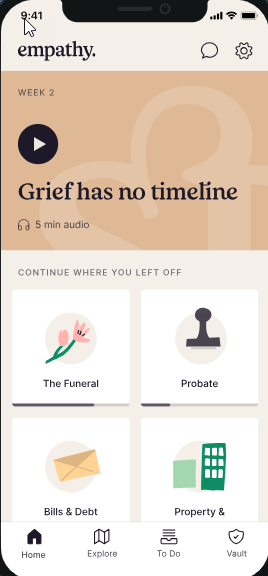 9:41
empathy.
WEEK 2
Grief has no timeline
5 min audio
CONTINUE WHERE YOU LEFT OFF
The Funeral
Probate
Bills & Debt
Property &
Home
Explore
To Do
Vault